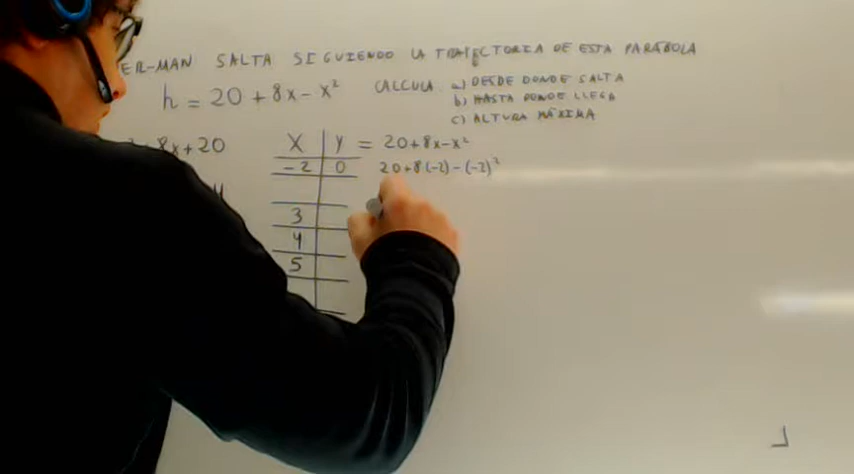 ER-MAN SALTA SIGUIENDO LA TRAYECTORIA DE ESTA PARÁBOLA
h = 20 + 8x - x²
CALCULA a) DESDE DONDE SALTA
b) HASTA DONDE LLEGA
c) ALTURA MÁXIMA
8x + 20
X Y = 20 + 8x - x²
-2 0 20 + 8(-2) - (-2)²
3
4
5